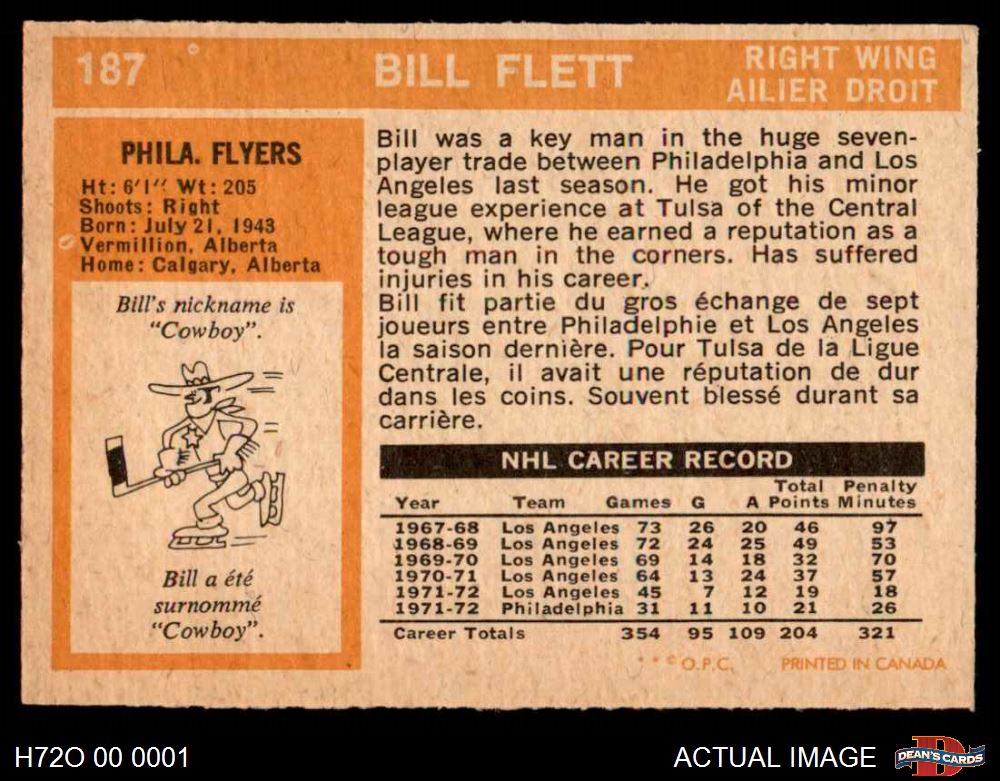 187
BILL FLETT
RIGHT WING
AILIER DROIT
PHILA. FLYERS
Ht: 6'1'' Wt: 205
Shoots: Right
Born: July 21, 1943
Vermillion, Alberta
Home: Calgary, Alberta
Bill's nickname is
"Cowboy".
Bill a été
surnommé
"Cowboy".
Bill was a key man in the huge seven-
player trade between Philadelphia and Los
Angeles last season. He got his minor
league experience at Tulsa of the Central
League, where he earned a reputation as a
tough man in the corners. Has suffered
injuries in his career.
Bill fit partie du gros échange de sept
joueurs entre Philadelphie et Los Angeles
la saison dernière. Pour Tulsa de la Ligue
Centrale, il avait une réputation de dur
dans les coins. Souvent blessé durant sa
carrière.
NHL CAREER RECORD
Year Team Games G A Total Points Penalty Minutes
1967-68 Los Angeles 73 26 20 46 97
1968-69 Los Angeles 72 24 25 49 53
1969-70 Los Angeles 69 14 18 32 70
1970-71 Los Angeles 64 13 24 37 57
1971-72 Los Angeles 45 7 12 19 18
1971-72 Philadelphia 31 11 10 21 26
Career Totals 354 95 109 204 321
* * © O.P.C. PRINTED IN CANADA
H72O 00 0001
ACTUAL IMAGE
DEAN'S CARDS